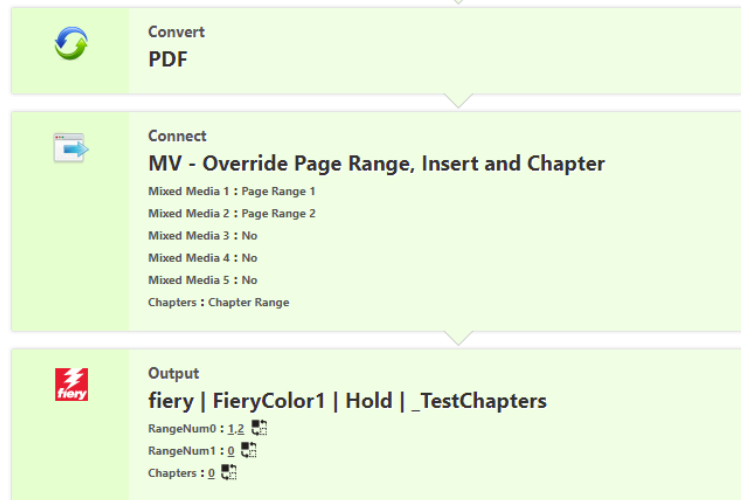 Convert
PDF
Connect
MV - Override Page Range, Insert and Chapter
Mixed Media 1 : Page Range 1
Mixed Media 2 : Page Range 2
Mixed Media 3 : No
Mixed Media 4 : No
Mixed Media 5 : No
Chapters : Chapter Range
Output
fiery
fiery | FieryColor1 | Hold | _TestChapters
RangeNum0 : 1,2
RangeNum1 : 0
Chapters : 0